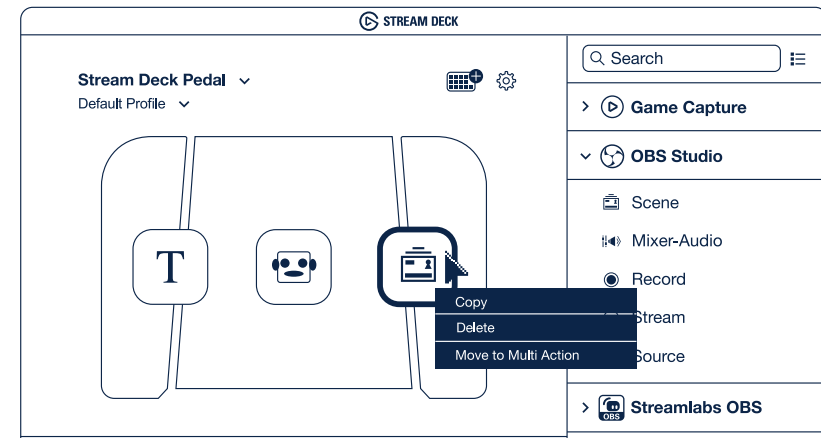 STREAM DECK
Stream Deck Pedal
Default Profile
T
Copy
Delete
Move to Multi Action
Search
Game Capture
OBS Studio
Scene
Mixer-Audio
Record
Stream
Source
OBS
Streamlabs OBS